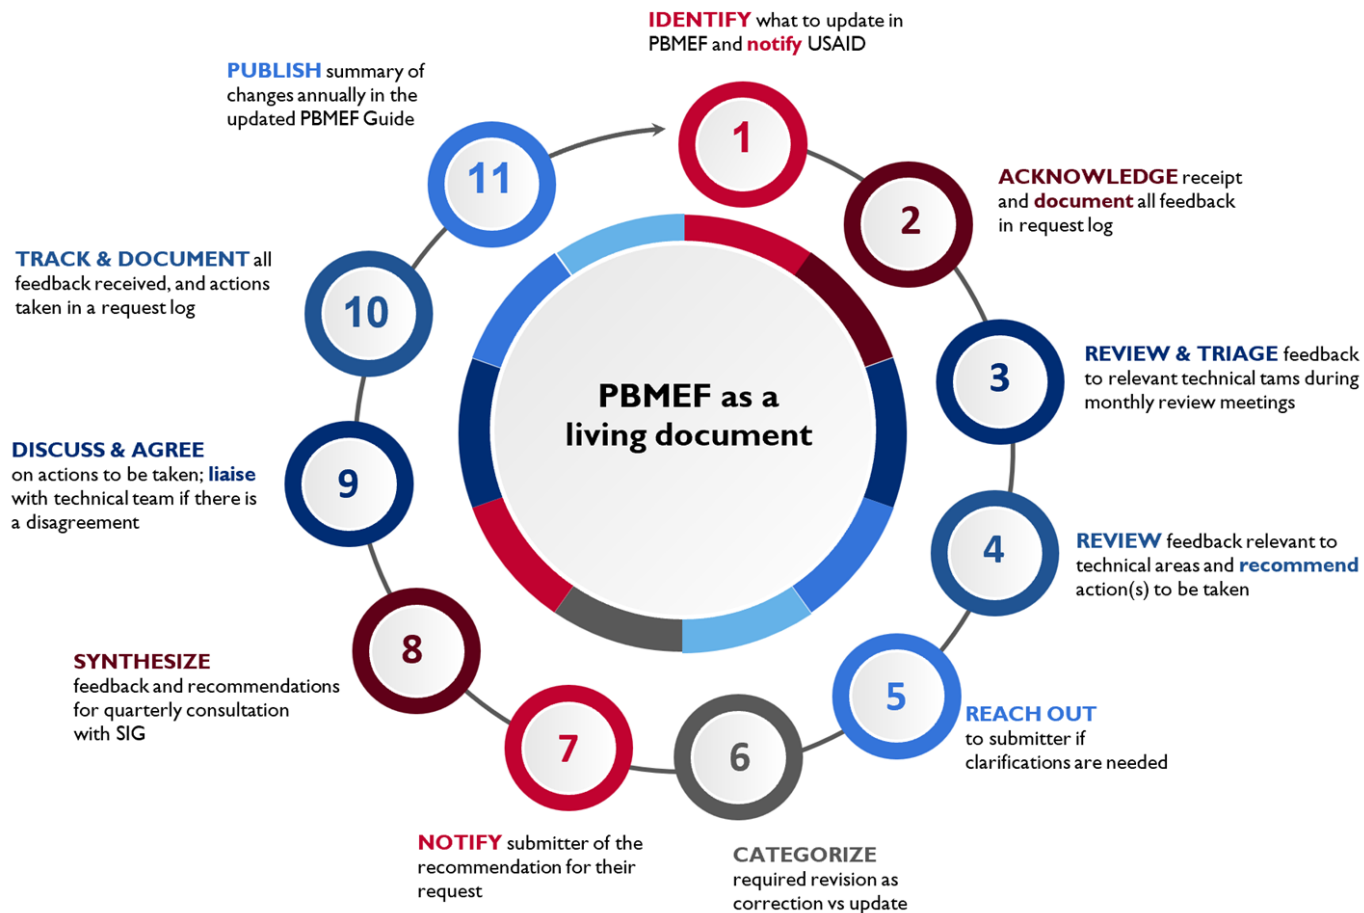 IDENTIFY what to update in
PBMEF and notify USAID
1
ACKNOWLEDGE receipt
and document all feedback
in request log
2
REVIEW & TRIAGE feedback
to relevant technical tams during
monthly review meetings
3
REVIEW feedback relevant to
technical areas and recommend
action(s) to be taken
4
REACH OUT
to submitter if
clarifications are needed
5
CATEGORIZE
required revision as
correction vs update
6
NOTIFY submitter of the
recommendation for their
request
7
SYNTHESIZE
feedback and recommendations
for quarterly consultation
with SIG
8
DISCUSS & AGREE
on actions to be taken; liaise
with technical team if there is
a disagreement
9
TRACK & DOCUMENT all
feedback received, and actions
taken in a request log
10
PUBLISH summary of
changes annually in the
updated PBMEF Guide
11
PBMEF as a
living document